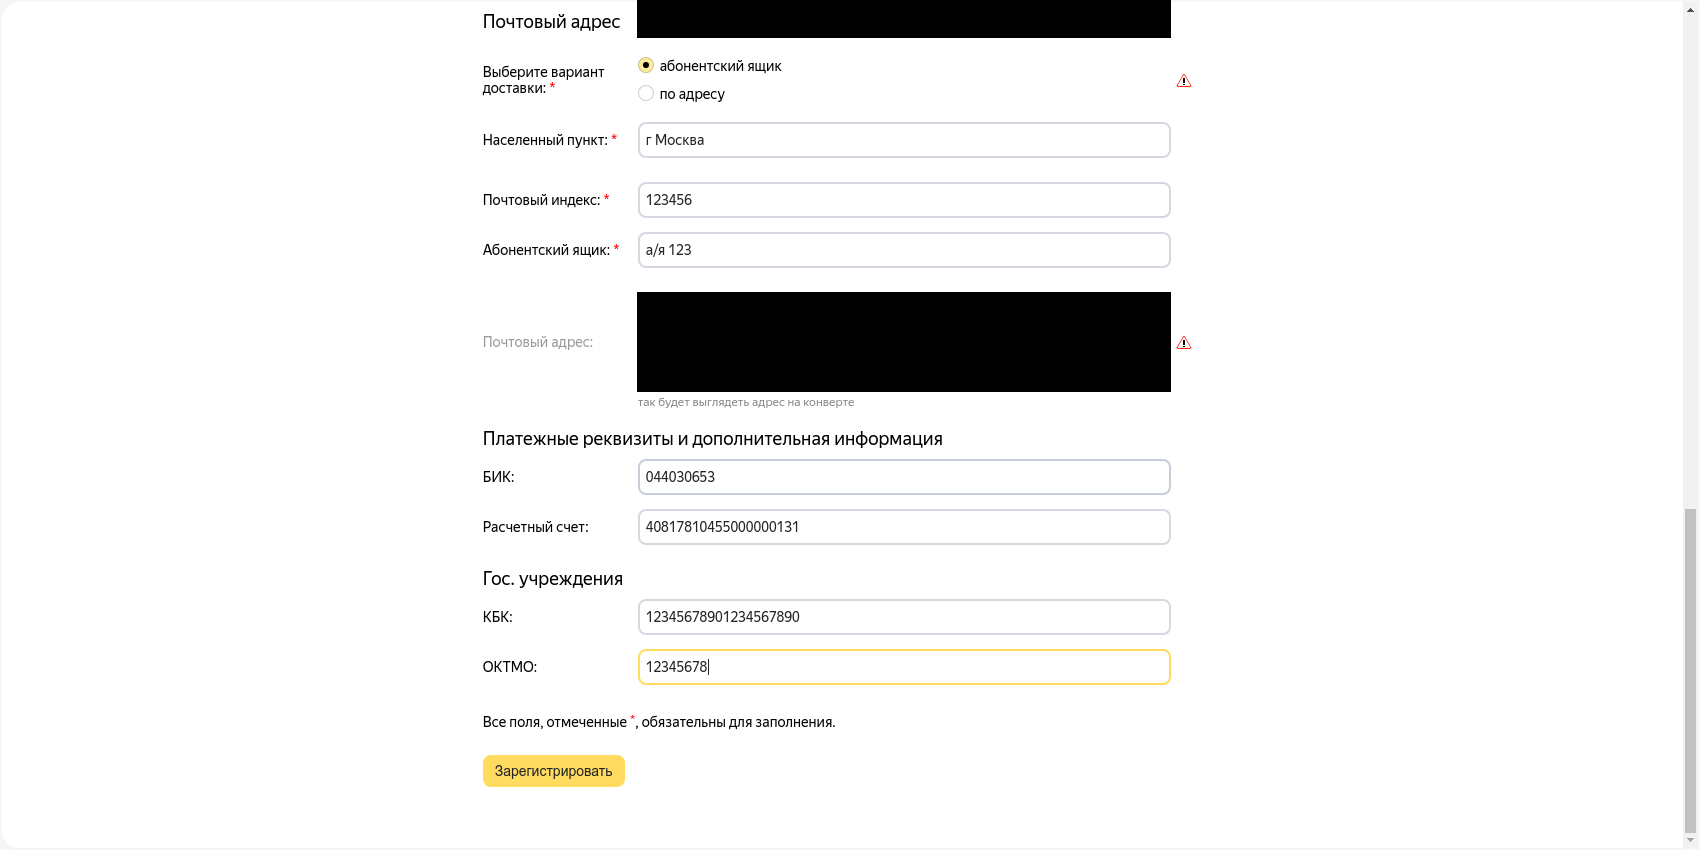 Почтовый адрес
Выберите вариант
доставки: *
абонентский ящик
по адресу
Населенный пункт: *
г Москва
Почтовый индекс: *
123456
Абонентский ящик: *
а/я 123
Почтовый адрес:
так будет выглядеть адрес на конверте
Платежные реквизиты и дополнительная информация
БИК:
044030653
Расчетный счет:
40817810455000000131
Гос. учреждения
КБК:
12345678901234567890
ОКТМО:
12345678
Все поля, отмеченные *, обязательны для заполнения.
Зарегистрировать